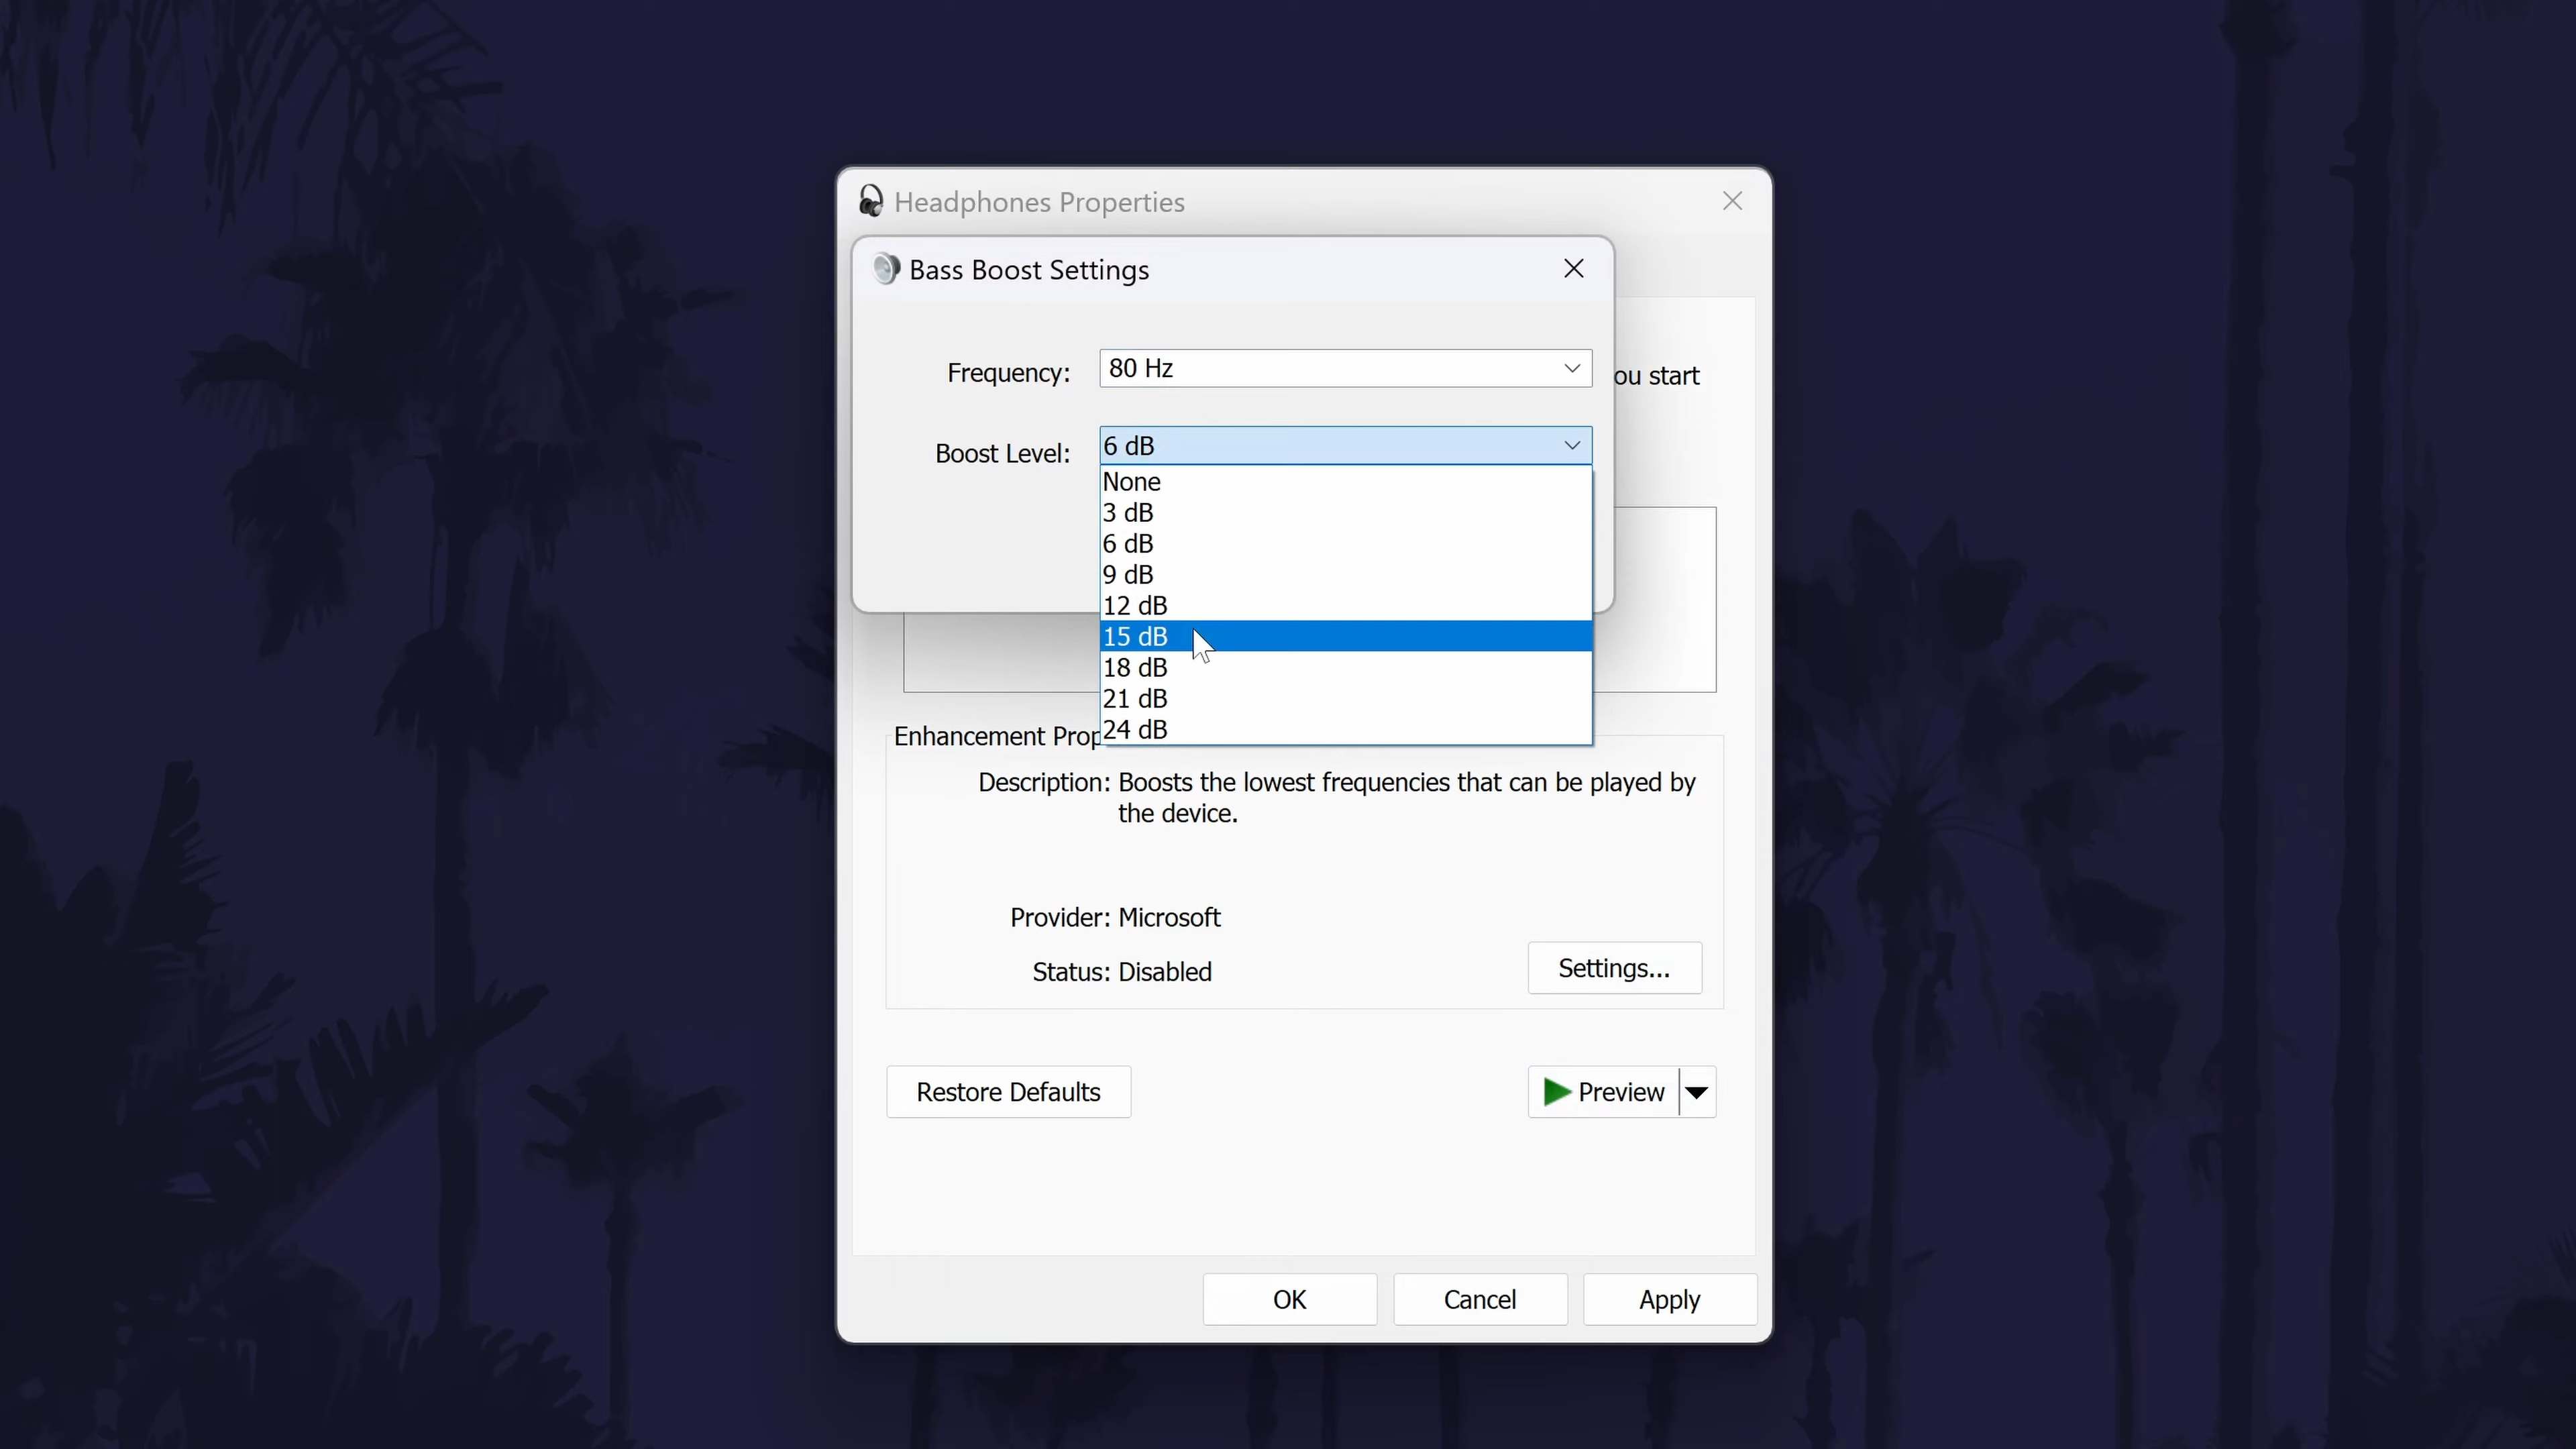 Headphones Properties
Bass Boost Settings
Frequency: 80 Hz
ou start
Boost Level: 6 dB
None
3 dB
6 dB
9 dB
12 dB
15 dB
18 dB
21 dB
24 dB
Enhancement Prop
Description: Boosts the lowest frequencies that can be played by
the device.
Provider: Microsoft
Status: Disabled
Settings...
Restore Defaults
Preview
OK
Cancel
Apply